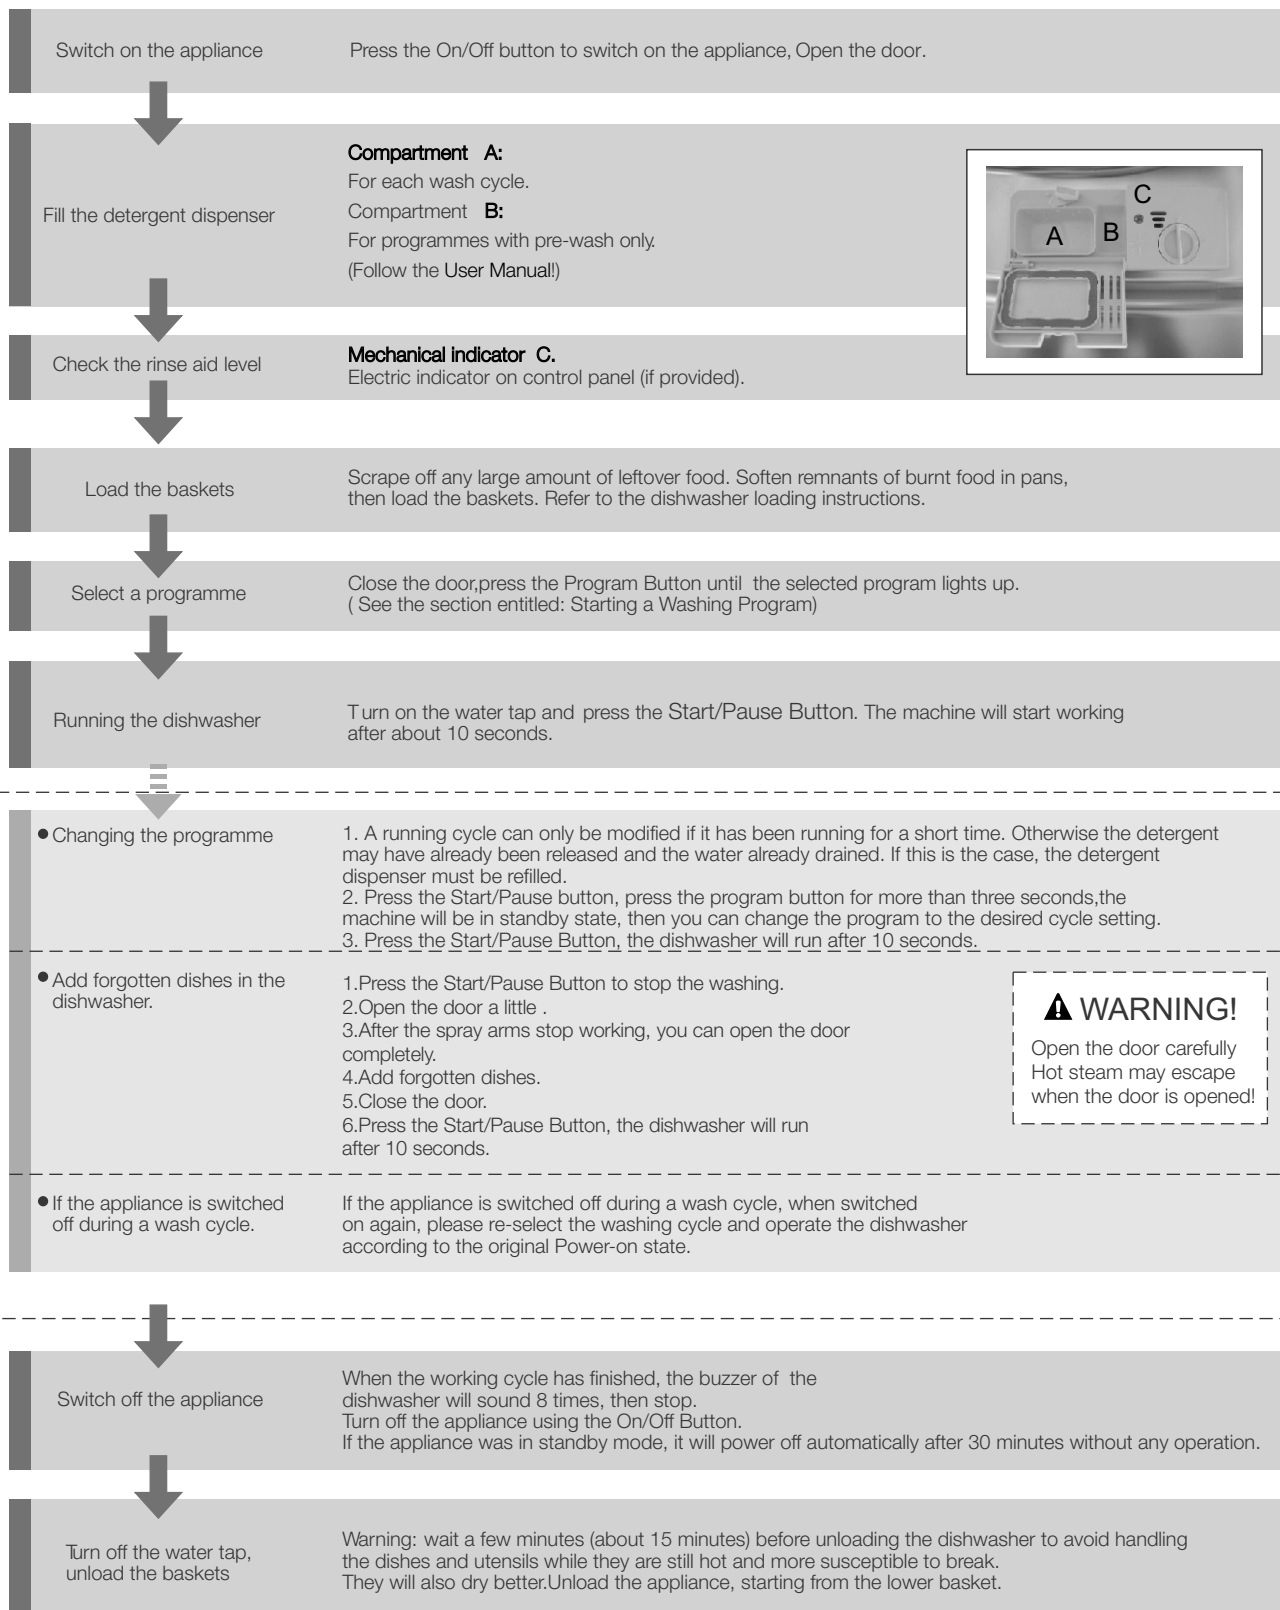 Switch on the appliance
Press the On/Off button to switch on the appliance, Open the door.
Fill the detergent dispenser
Compartment A:
For each wash cycle.
Compartment B:
For programmes with pre-wash only.
(Follow the User Manual!)
A
B
C
Check the rinse aid level
Mechanical indicator C.
Electric indicator on control panel (if provided).
Load the baskets
Scrape off any large amount of leftover food. Soften remnants of burnt food in pans,
then load the baskets. Refer to the dishwasher loading instructions.
Select a programme
Close the door,press the Program Button until the selected program lights up.
( See the section entitled: Starting a Washing Program)
Running the dishwasher
Turn on the water tap and press the Start/Pause Button. The machine will start working
after about 10 seconds.
Changing the programme
1. A running cycle can only be modified if it has been running for a short time. Otherwise the detergent
may have already been released and the water already drained. If this is the case, the detergent
dispenser must be refilled.
2. Press the Start/Pause button, press the program button for more than three seconds,the
machine will be in standby state, then you can change the program to the desired cycle setting.
3. Press the Start/Pause Button, the dishwasher will run after 10 seconds.
Add forgotten dishes in the
dishwasher.
1.Press the Start/Pause Button to stop the washing.
2.Open the door a little .
3.After the spray arms stop working, you can open the door
completely.
4.Add forgotten dishes.
5.Close the door.
6.Press the Start/Pause Button, the dishwasher will run
after 10 seconds.
WARNING!
Open the door carefully
Hot steam may escape
when the door is opened!
If the appliance is switched
off during a wash cycle.
If the appliance is switched off during a wash cycle, when switched
on again, please re-select the washing cycle and operate the dishwasher
according to the original Power-on state.
Switch off the appliance
When the working cycle has finished, the buzzer of the
dishwasher will sound 8 times, then stop.
Turn off the appliance using the On/Off Button.
If the appliance was in standby mode, it will power off automatically after 30 minutes without any operation.
Turn off the water tap,
unload the baskets
Warning: wait a few minutes (about 15 minutes) before unloading the dishwasher to avoid handling
the dishes and utensils while they are still hot and more susceptible to break.
They will also dry better.Unload the appliance, starting from the lower basket.